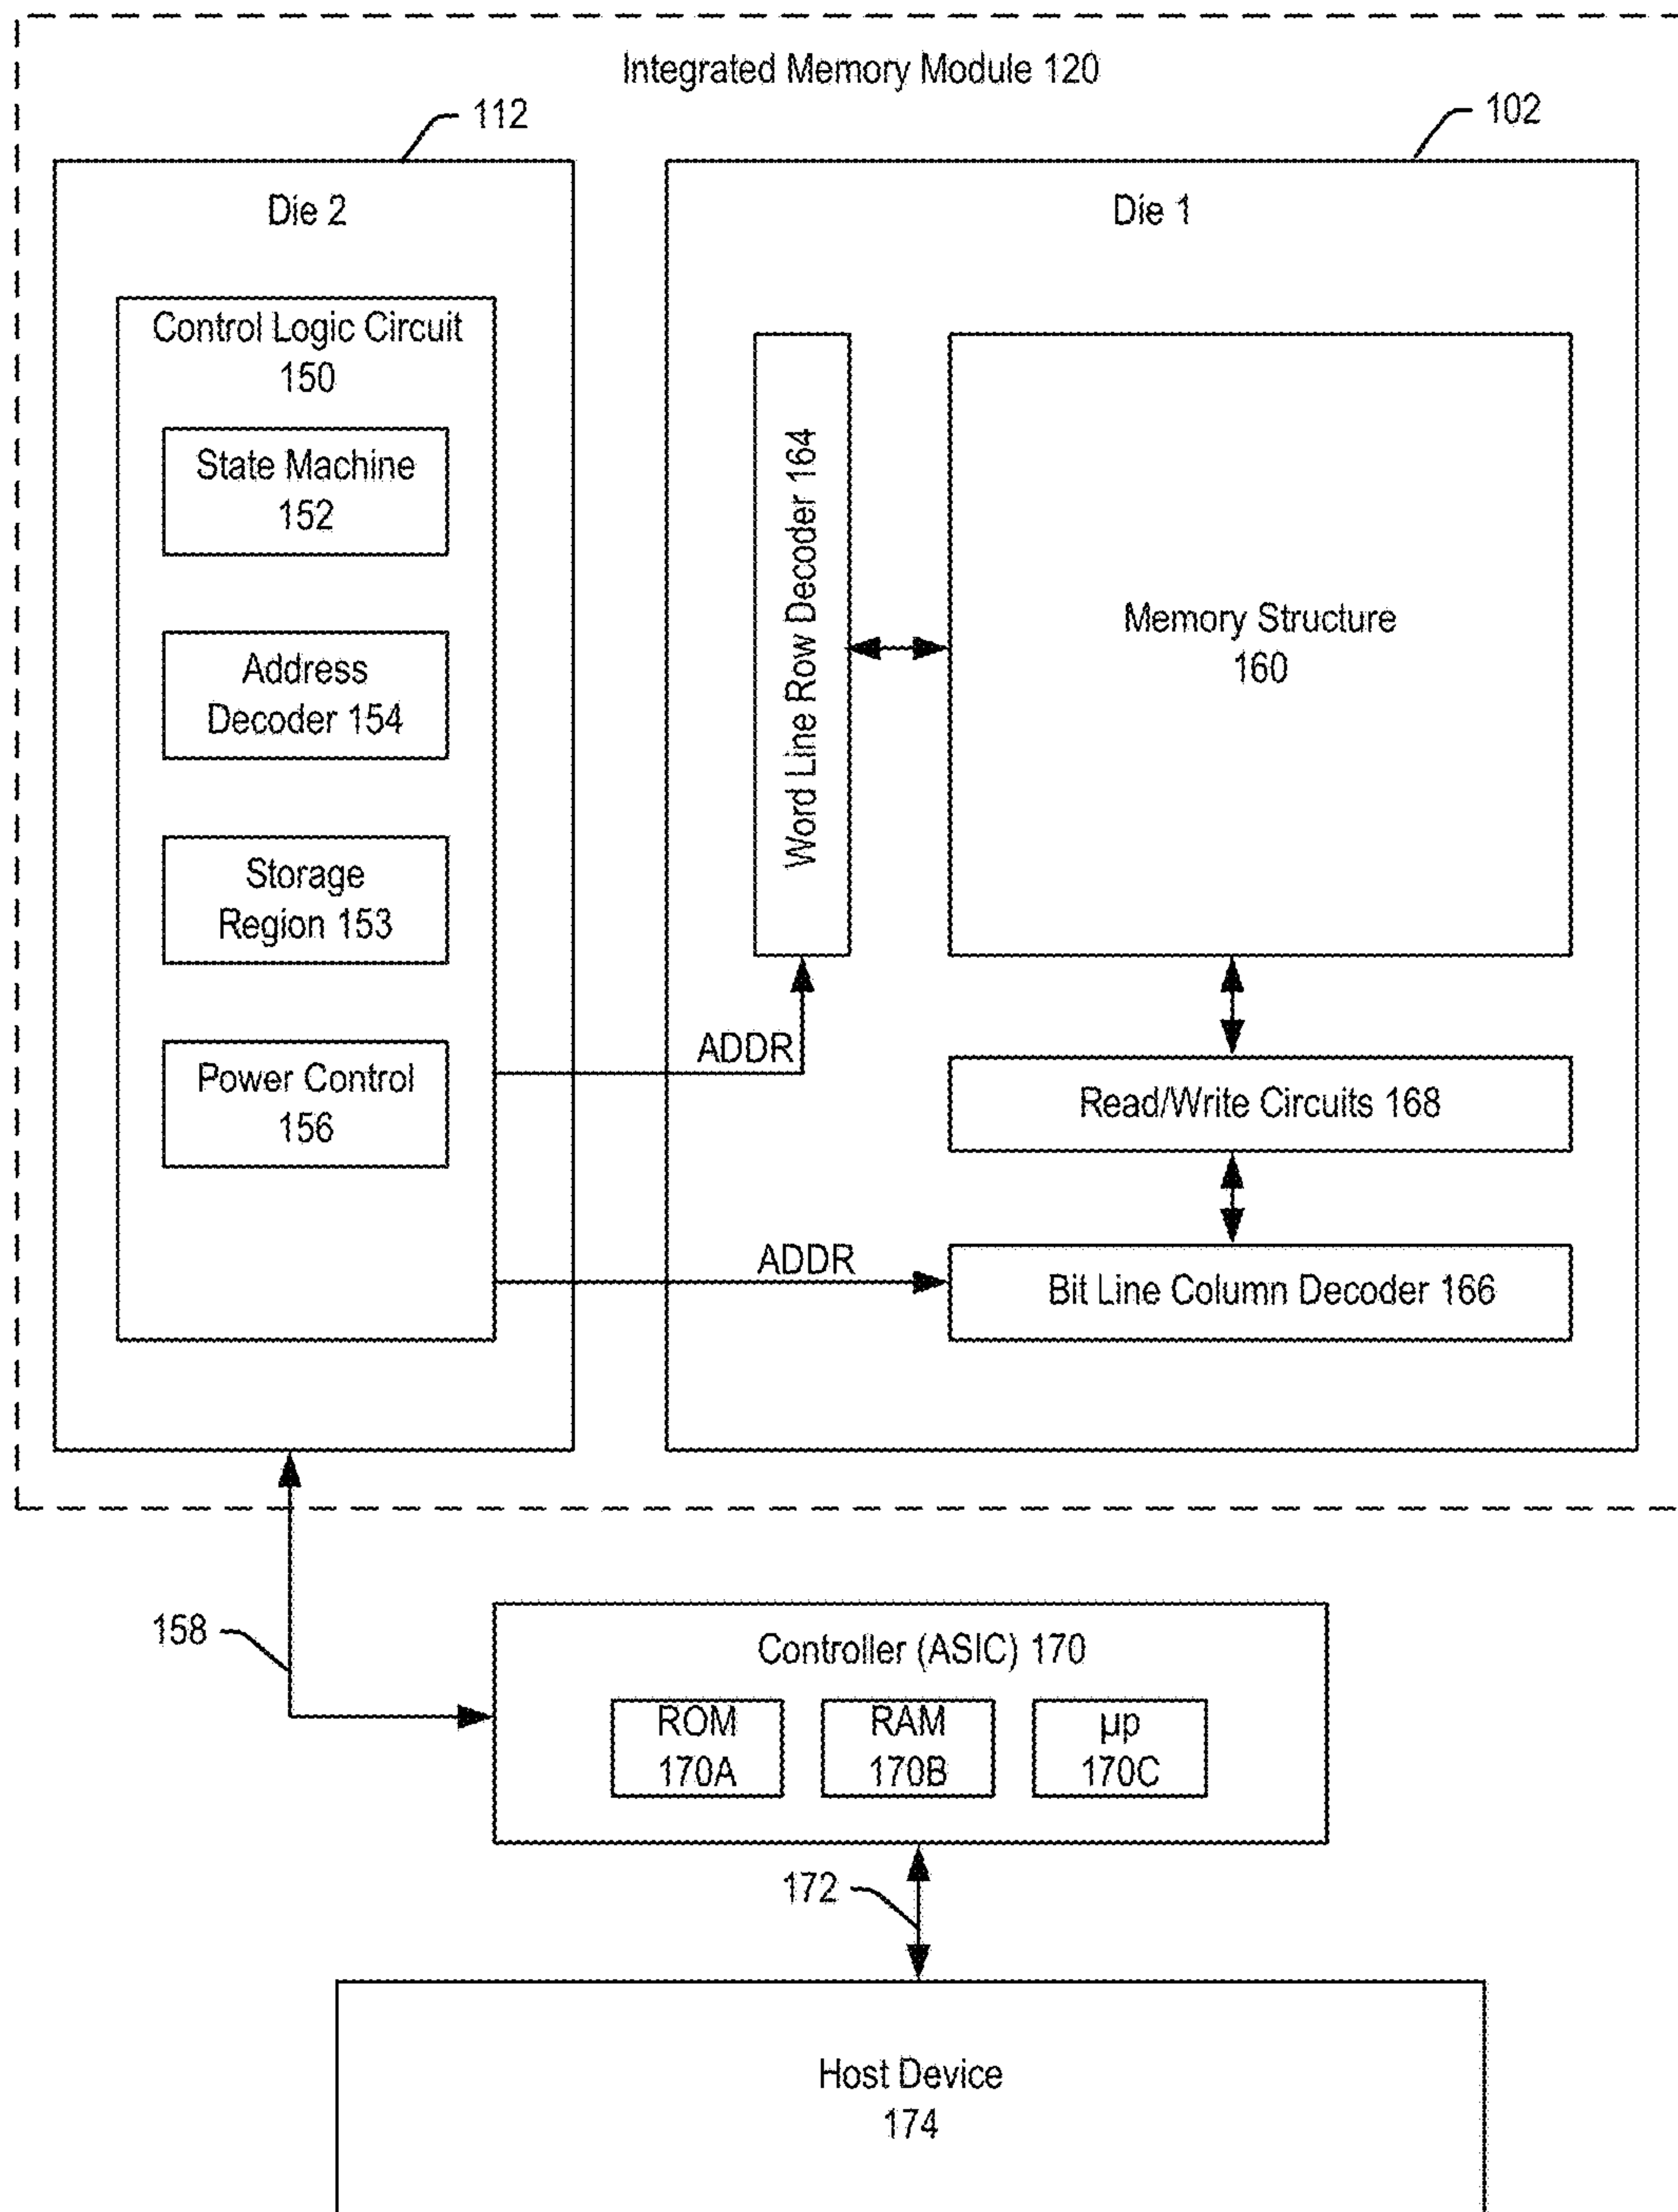 Integrated Memory Module 120
112
102
Die 2
Die 1
Control Logic Circuit
150
State Machine
152
Address
Decoder 154
Storage
Region 153
Power Control
156
Word Line Row Decoder 164
Memory Structure
160
ADDR
Read/Write Circuits 168
ADDR
Bit Line Column Decoder 166
158
Controller (ASIC) 170
ROM
170A
RAM
170B
µp
170C
172
Host Device
174